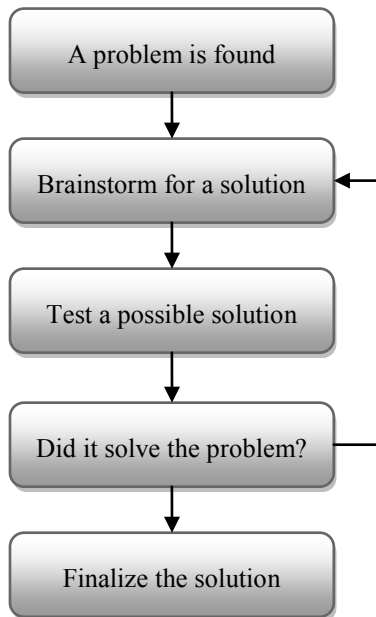 A problem is found
Brainstorm for a solution
Test a possible solution
Did it solve the problem?
Finalize the solution